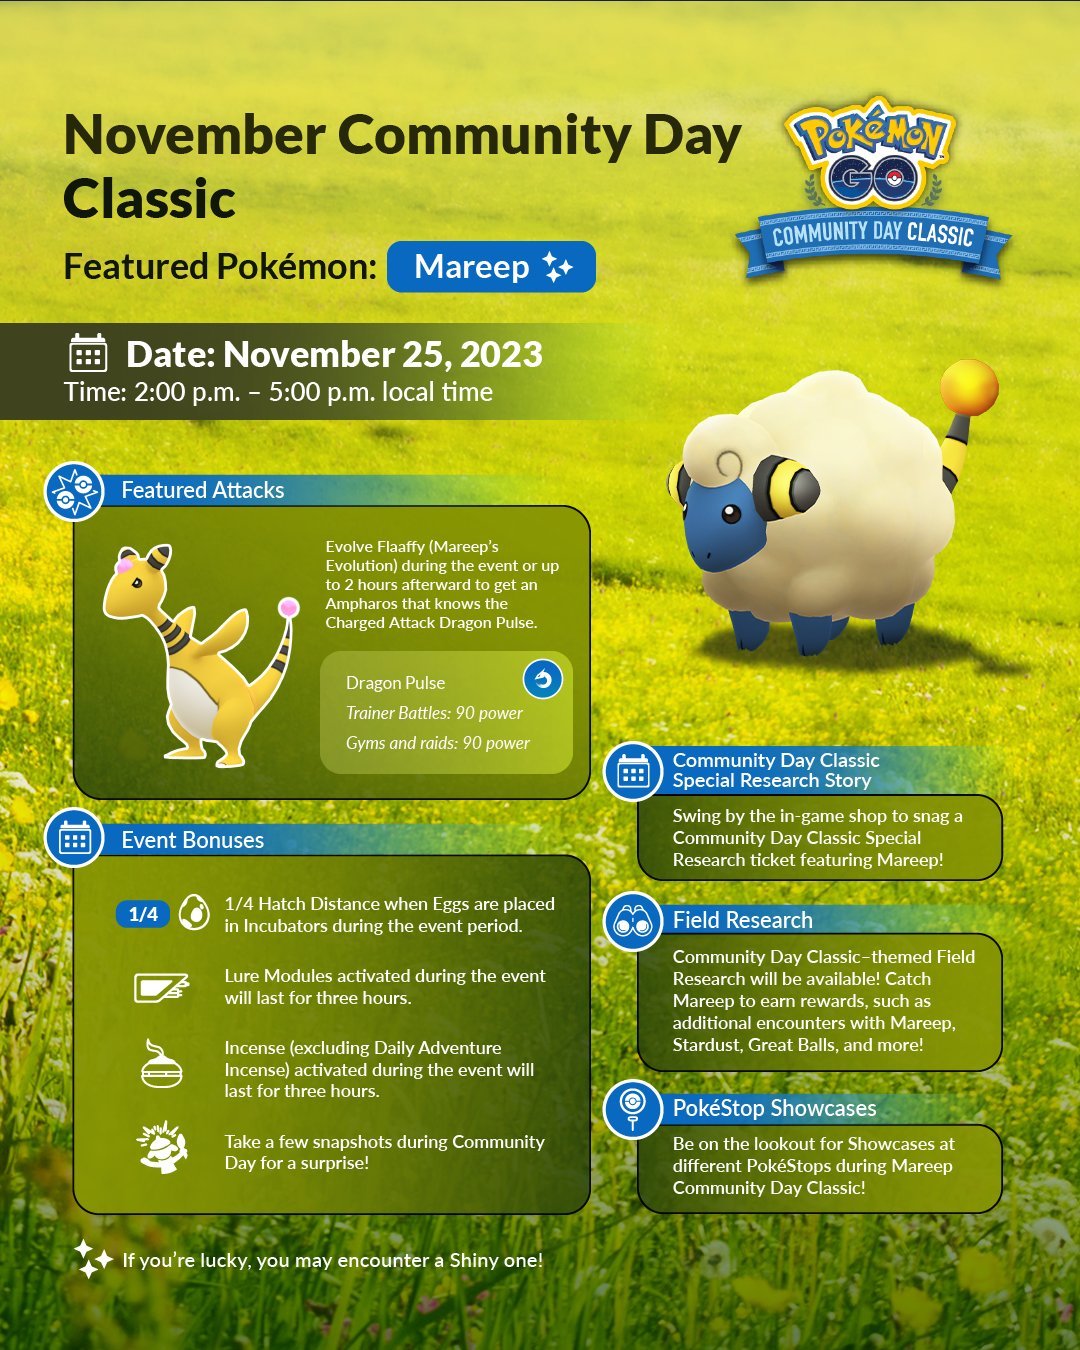 November Community Day
Classic
Featured Pokémon: Mareep
POKÉMON
GO
COMMUNITY DAY CLASSIC
Date: November 25, 2023
Time: 2:00 p.m. – 5:00 p.m. local time
Featured Attacks
Evolve Flaaffy (Mareep's
Evolution) during the event or up
to 2 hours afterward to get an
Ampharos that knows the
Charged Attack Dragon Pulse.
Dragon Pulse
Trainer Battles: 90 power
Gyms and raids: 90 power
Event Bonuses
1/4
1/4 Hatch Distance when Eggs are placed
in Incubators during the event period.
Lure Modules activated during the event
will last for three hours.
Incense (excluding Daily Adventure
Incense) activated during the event will
last for three hours.
Take a few snapshots during Community
Day for a surprise!
Community Day Classic
Special Research Story
Swing by the in-game shop to snag a
Community Day Classic Special
Research ticket featuring Mareep!
Field Research
Community Day Classic–themed Field
Research will be available! Catch
Mareep to earn rewards, such as
additional encounters with Mareep,
Stardust, Great Balls, and more!
PokéStop Showcases
Be on the lookout for Showcases at
different PokéStops during Mareep
Community Day Classic!
If you're lucky, you may encounter a Shiny one!